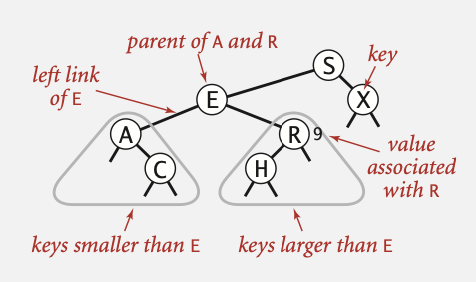 parent of A and R
S
key
left link
of E
E
X
A
R 9
value
associated
with R
C
H
keys smaller than E
keys larger than E